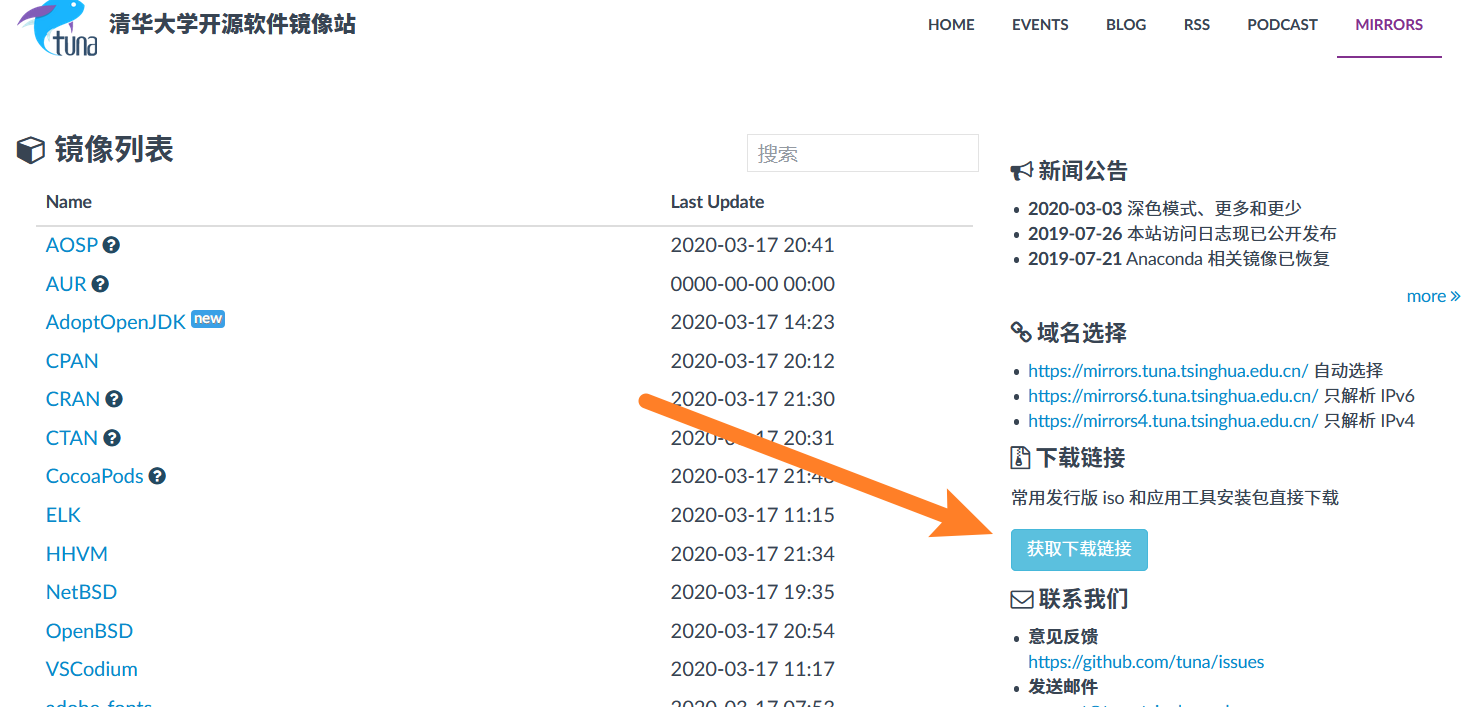 tuna
清华大学开源软件镜像站
HOME EVENTS BLOG RSS PODCAST MIRRORS
镜像列表
搜索
Name Last Update
AOSP 2020-03-17 20:41
AUR 0000-00-00 00:00
AdoptOpenJDK new 2020-03-17 14:23
CPAN 2020-03-17 20:12
CRAN 2020-03-17 21:30
CTAN 2020-03-17 20:31
CocoaPods 2020-03-17 21:48
ELK 2020-03-17 11:15
HHVM 2020-03-17 21:34
NetBSD 2020-03-17 19:35
OpenBSD 2020-03-17 20:54
VSCodium 2020-03-17 11:17
adobe-fonts 2020-03-17 07:53
新闻公告
2020-03-03 深色模式、更多和更少
2019-07-26 本站访问日志现已公开发布
2019-07-21 Anaconda 相关镜像已恢复
more »
域名选择
https://mirrors.tuna.tsinghua.edu.cn/ 自动选择
https://mirrors6.tuna.tsinghua.edu.cn/ 只解析 IPv6
https://mirrors4.tuna.tsinghua.edu.cn/ 只解析 IPv4
下载链接
常用发行版 iso 和应用工具安装包直接下载
获取下载链接
联系我们
意见反馈
https://github.com/tuna/issues
发送邮件